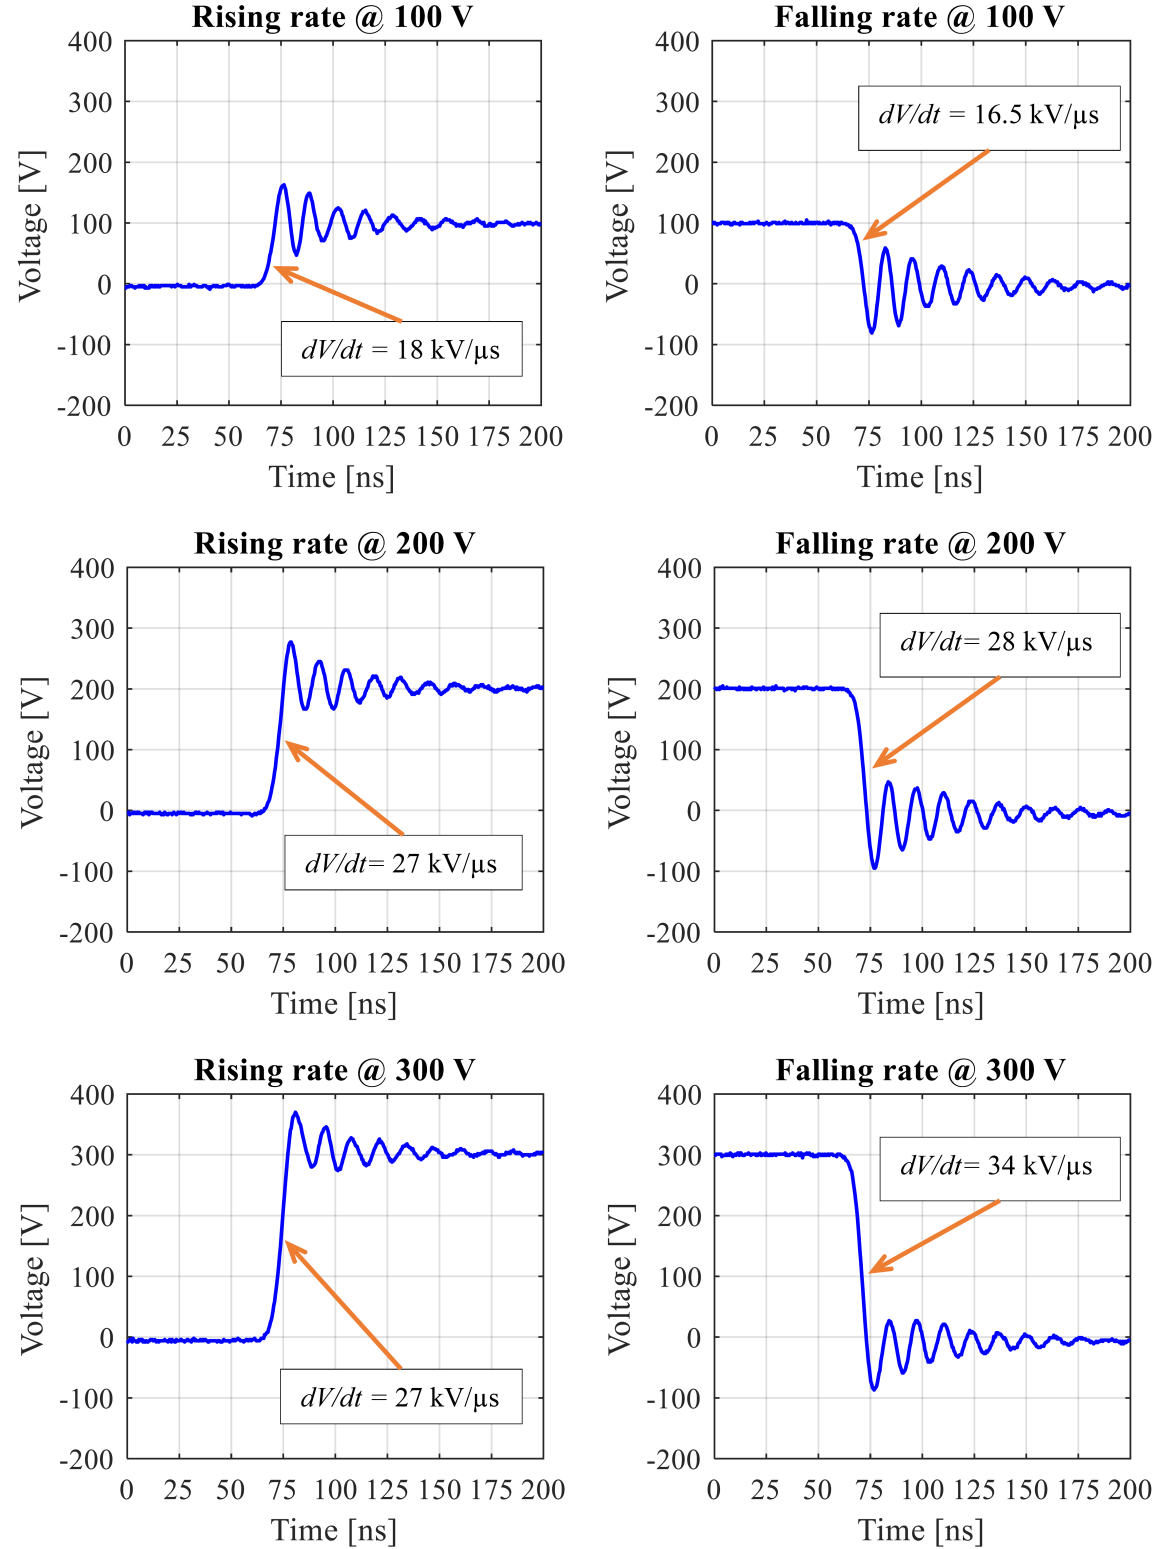 Rising rate @ 100 V
400
300
200
100
0
-100
-200
Voltage [V]
dV/dt = 18 kV/µs
0 25 50 75 100 125 150 175 200
Time [ns]
Falling rate @ 100 V
400
300
200
100
0
-100
-200
Voltage [V]
dV/dt = 16.5 kV/µs
0 25 50 75 100 125 150 175 200
Time [ns]
Rising rate @ 200 V
400
300
200
100
0
-100
-200
Voltage [V]
dV/dt= 27 kV/µs
0 25 50 75 100 125 150 175 200
Time [ns]
Falling rate @ 200 V
400
300
200
100
0
-100
-200
Voltage [V]
dV/dt= 28 kV/µs
0 25 50 75 100 125 150 175 200
Time [ns]
Rising rate @ 300 V
400
300
200
100
0
-100
-200
Voltage [V]
dV/dt = 27 kV/µs
0 25 50 75 100 125 150 175 200
Time [ns]
Falling rate @ 300 V
400
300
200
100
0
-100
-200
Voltage [V]
dV/dt= 34 kV/µs
0 25 50 75 100 125 150 175 200
Time [ns]